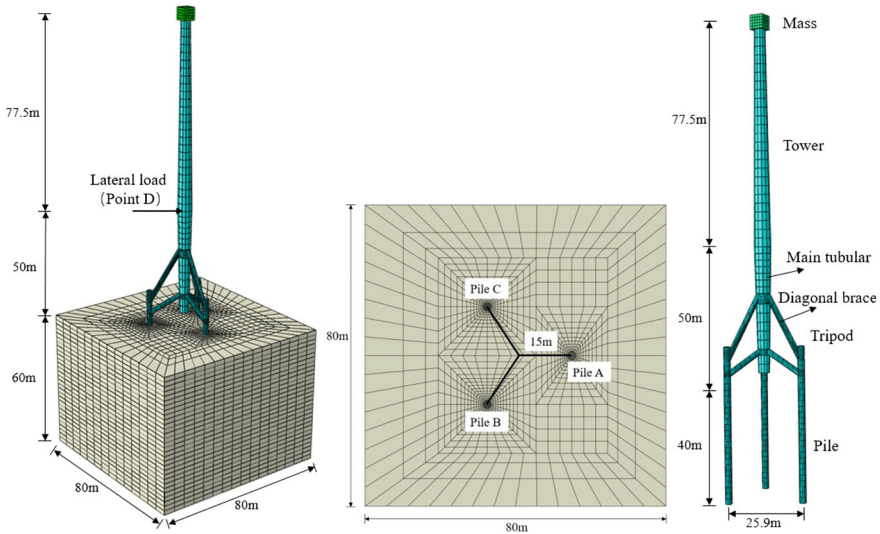 77.5m
Lateral load
(Point D)
50m
60m
80m
80m
80m
Pile C
15m
Pile A
Pile B
80m
Mass
77.5m
Tower
Main tubular
Diagonal brace
50m
Tripod
40m
Pile
25.9m